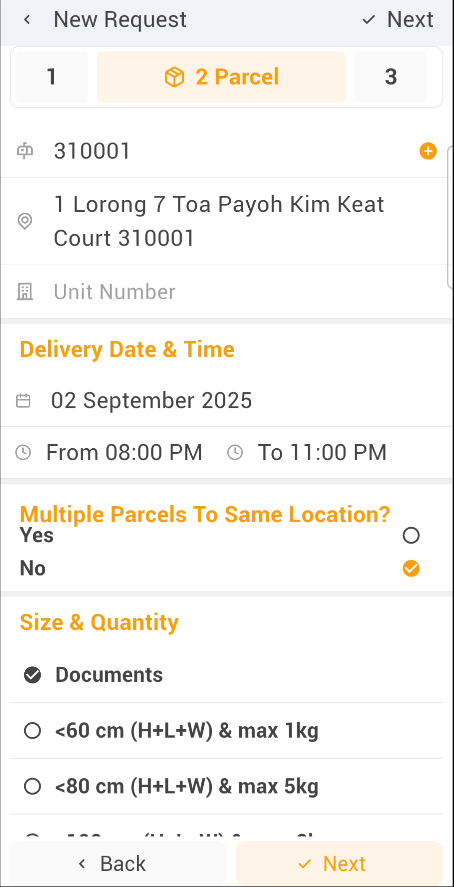 New Request
Next
1
2 Parcel
3
310001
1 Lorong 7 Toa Payoh Kim Keat
Court 310001
Unit Number
Delivery Date & Time
02 September 2025
From 08:00 PM
To 11:00 PM
Multiple Parcels To Same Location?
Yes
No
Size & Quantity
Documents
<60 cm (H+L+W) & max 1kg
<80 cm (H+L+W) & max 5kg
Back
Next